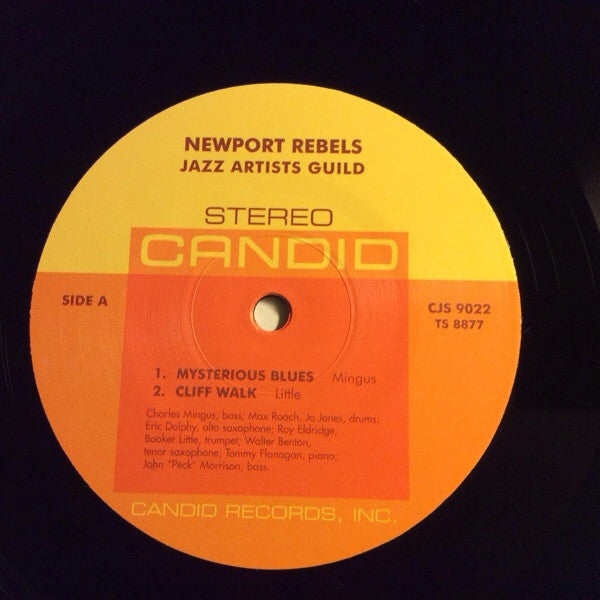 NEWPORT REBELS
JAZZ ARTISTS GUILD
STEREO
CANDID
SIDE A
CJS 9022
TS 8877
1. MYSTERIOUS BLUES Mingus
2. CLIFF WALK Little
Charles Mingus, bass; Max Roach, Jo Jones, drums;
Eric Dolphy, alto saxophone; Roy Eldridge,
Booker Little, trumpet; Walter Benton,
tenor saxophone; Tommy Flanagan, piano;
John "Peck" Morrison, bass
CANDID RECORDS, INC.